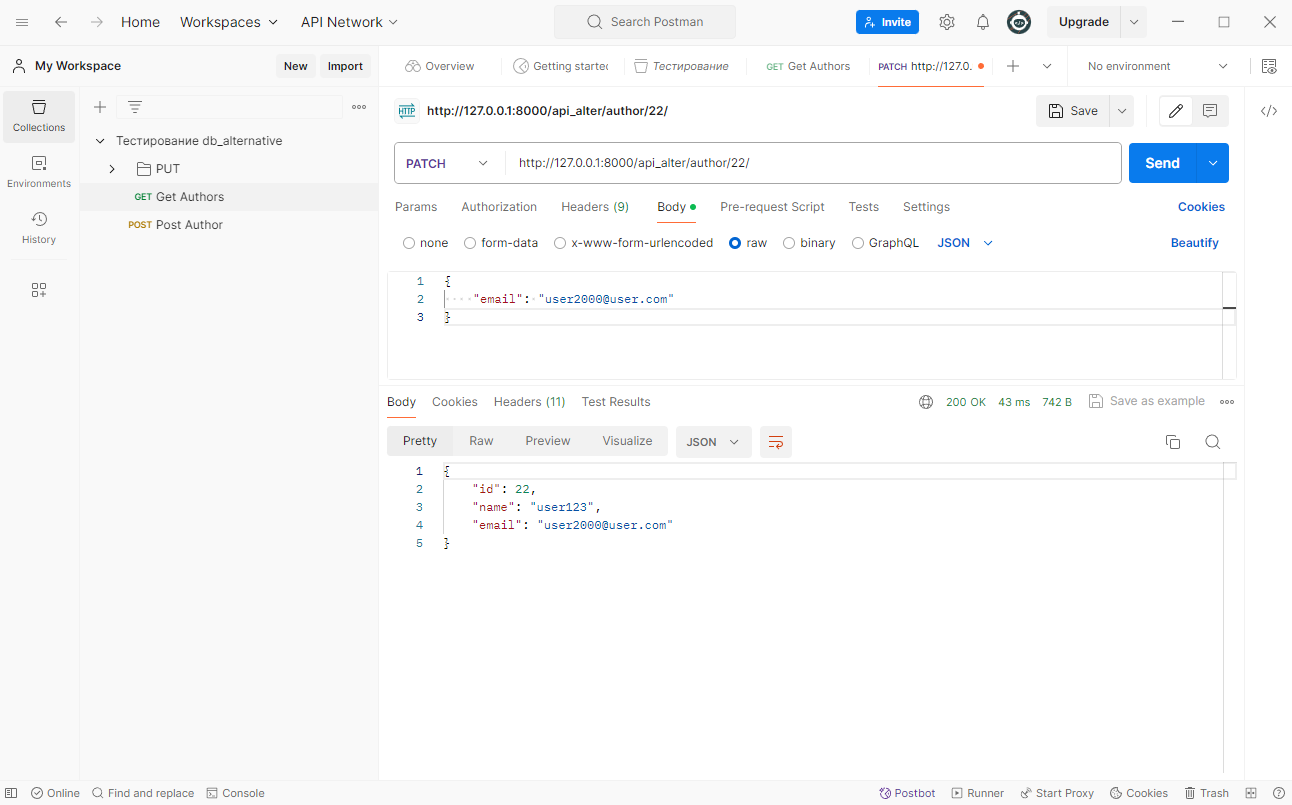 Home Workspaces API Network Search Postman Invite Upgrade
My Workspace New Import Overview Getting started Тестирование GET Get Authors PATCH http://127.0. No environment
Collections
Environments
History
Тестирование db_alternative
PUT
GET Get Authors
POST Post Author
HTTP http://127.0.0.1:8000/api_alter/author/22/ Save
PATCH http://127.0.0.1:8000/api_alter/author/22/ Send
Params Authorization Headers (9) Body Pre-request Script Tests Settings Cookies
none form-data x-www-form-urlencoded raw binary GraphQL JSON Beautify
1 {
2 "email": "user2000@user.com"
3 }
Body Cookies Headers (11) Test Results 200 OK 43 ms 742 B Save as example
Pretty Raw Preview Visualize JSON
1 {
2 "id": 22,
3 "name": "user123",
4 "email": "user2000@user.com"
5 }
Online Find and replace Console Postbot Runner Start Proxy Cookies Trash